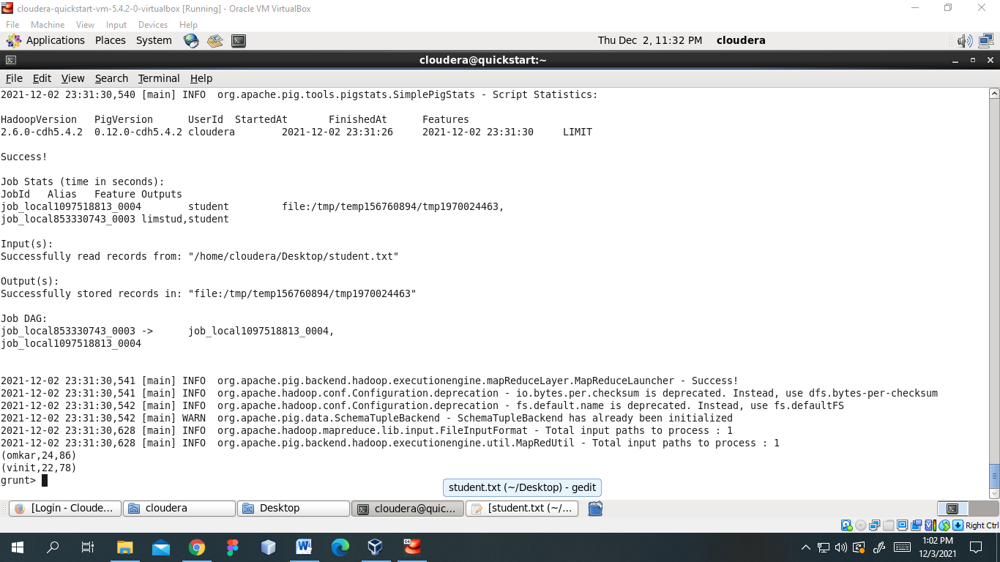 cloudera-quickstart-vm-5.4.2-0-virtualbox [Running] - Oracle VM VirtualBox
File Machine View Input Devices Help
Applications Places System Thu Dec 2, 11:32 PM cloudera
cloudera@quickstart:~
File Edit View Search Terminal Help
2021-12-02 23:31:30,540 [main] INFO  org.apache.pig.tools.pigstats.SimplePigStats - Script Statistics:
HadoopVersion PigVersion UserId StartedAt FinishedAt Features
2.6.0-cdh5.4.2 0.12.0-cdh5.4.2 cloudera 2021-12-02 23:31:26 2021-12-02 23:31:30 LIMIT
Success!
Job Stats (time in seconds):
JobId Alias Feature Outputs
job_local1097518813_0004 student file:/tmp/temp156760894/tmp1970024463,
job_local853330743_0003 limstud,student
Input(s):
Successfully read records from: "/home/cloudera/Desktop/student.txt"
Output(s):
Successfully stored records in: "file:/tmp/temp156760894/tmp1970024463"
Job DAG:
job_local853330743_0003 -> job_local1097518813_0004,
job_local1097518813_0004
2021-12-02 23:31:30,541 [main] INFO  org.apache.pig.backend.hadoop.executionengine.mapReduceLayer.MapReduceLauncher - Success!
2021-12-02 23:31:30,541 [main] INFO  org.apache.hadoop.conf.Configuration.deprecation - io.bytes.per.checksum is deprecated. Instead, use dfs.bytes-per-checksum
2021-12-02 23:31:30,542 [main] INFO  org.apache.hadoop.conf.Configuration.deprecation - fs.default.name is deprecated. Instead, use fs.defaultFS
2021-12-02 23:31:30,542 [main] WARN  org.apache.pig.data.SchemaTupleBackend - SchemaTupleBackend has already been initialized
2021-12-02 23:31:30,628 [main] INFO  org.apache.hadoop.mapreduce.lib.input.FileInputFormat - Total input paths to process : 1
2021-12-02 23:31:30,628 [main] INFO  org.apache.pig.backend.hadoop.executionengine.util.MapRedUtil - Total input paths to process : 1
(omkar,24,86)
(vinit,22,78)
grunt>
student.txt (~/Desktop) - gedit
[Login - Cloude... cloudera Desktop cloudera@quic... [student.txt (~/...
Right Ctrl
1:02 PM
12/3/2021